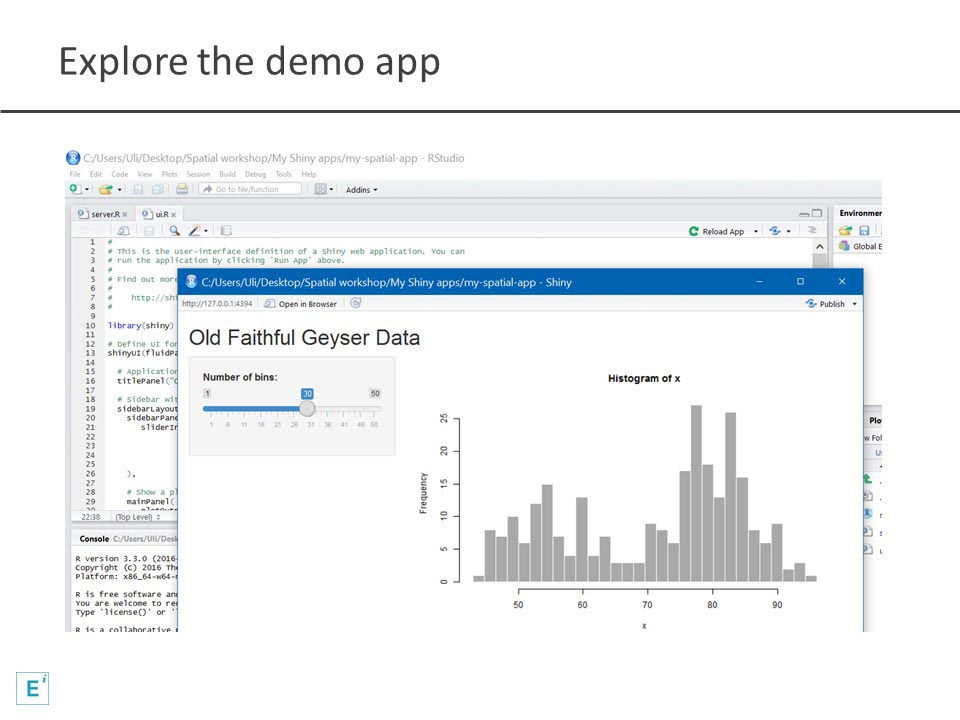 Explore the demo app
C:/Users/Uli/Desktop/Spatial workshop/My Shiny apps/my-spatial-app - RStudio
File Edit Code View Plots Session Build Debug Tools Help
Go to file/function Addins
server.R ui.R Environmen
Reload App
Global E
1 #
2 # This is the user-interface definition of a Shiny web application. You can
3 # run the application by clicking 'Run App' above.
4 #
5 # Find out more
6 #
7 # http://shi
8 #
9
10 library(shiny)
11
12 # Define UI for
13 shinyUI(fluidPa
14
15 # Application
16 titlePanel("O
17
18 # Sidebar wit
19 sidebarLayout
20 sidebarPane
21 sliderIn
22
23
24
25
26 ),
27
28 # Show a pl
29 mainPanel(
22:38 (Top Level)
Console C:/Users/Uli/Desk
R version 3.3.0 (2016-
Copyright (C) 2016 The
Platform: x86_64-w64-m
R is free software and
You are welcome to red
Type 'license()' or '
R is a collaborative
C:/Users/Uli/Desktop/Spatial workshop/My Shiny apps/my-spatial-app - Shiny
http://127.0.0.1:4394 Open in Browser Publish
Old Faithful Geyser Data
Number of bins:
1 30 50
1 6 11 16 21 26 31 36 41 46 50
Histogram of x
Frequency
25
20
15
10
5
0
50 60 70 80 90
x
Plo
w Fol
E i